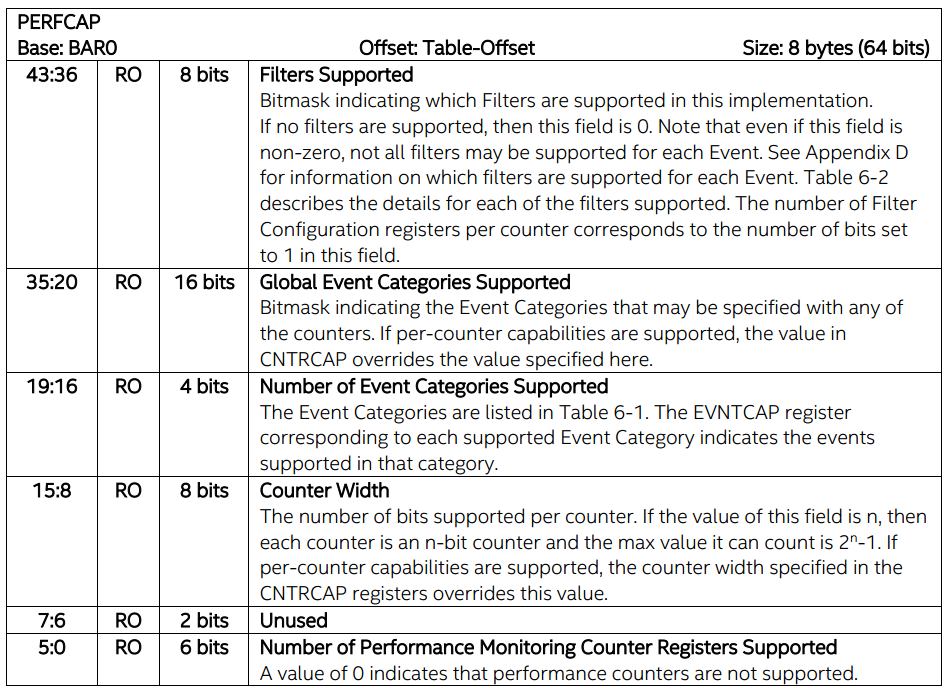 PERFCAP
Base: BAR0 Offset: Table-Offset Size: 8 bytes (64 bits)
43:36 RO 8 bits Filters Supported
Bitmask indicating which Filters are supported in this implementation.
If no filters are supported, then this field is 0. Note that even if this field is
non-zero, not all filters may be supported for each Event. See Appendix D
for information on which filters are supported for each Event. Table 6-2
describes the details for each of the filters supported. The number of Filter
Configuration registers per counter corresponds to the number of bits set
to 1 in this field.
35:20 RO 16 bits Global Event Categories Supported
Bitmask indicating the Event Categories that may be specified with any of
the counters. If per-counter capabilities are supported, the value in
CNTRCAP overrides the value specified here.
19:16 RO 4 bits Number of Event Categories Supported
The Event Categories are listed in Table 6-1. The EVNTCAP register
corresponding to each supported Event Category indicates the events
supported in that category.
15:8 RO 8 bits Counter Width
The number of bits supported per counter. If the value of this field is n, then
each counter is an n-bit counter and the max value it can count is 2ⁿ-1. If
per-counter capabilities are supported, the counter width specified in the
CNTRCAP registers overrides this value.
7:6 RO 2 bits Unused
5:0 RO 6 bits Number of Performance Monitoring Counter Registers Supported
A value of 0 indicates that performance counters are not supported.